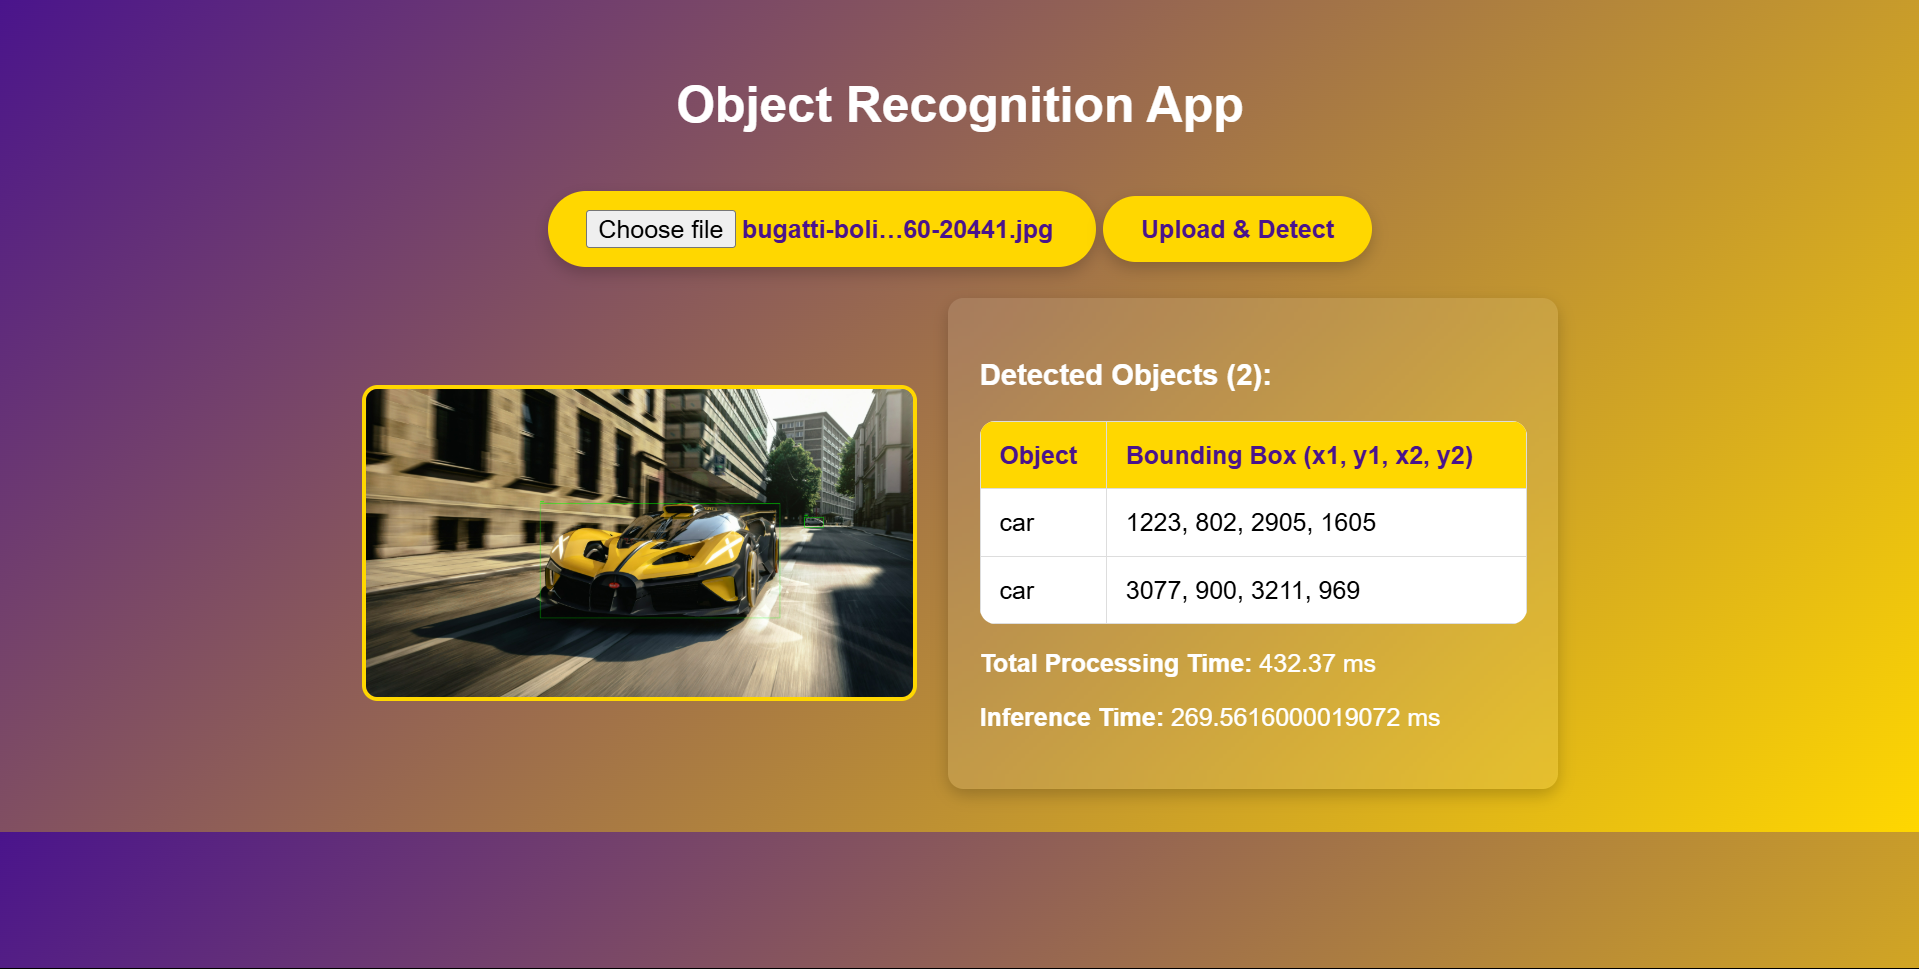 Object Recognition App
Choose file bugatti-boli...60-20441.jpg Upload & Detect
Detected Objects (2):
Object Bounding Box (x1, y1, x2, y2)
car 1223, 802, 2905, 1605
car 3077, 900, 3211, 969
Total Processing Time: 432.37 ms
Inference Time: 269.5616000019072 ms